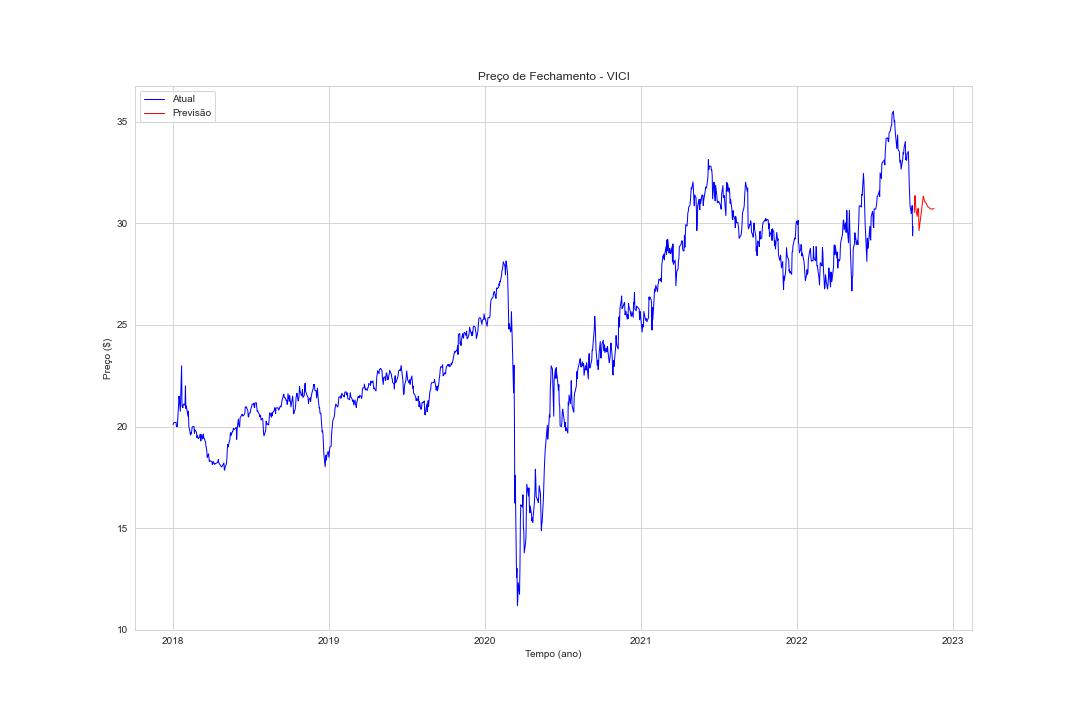 Preço de Fechamento - VICI
Atual
Previsão
35
30
25
20
15
10
Preço ($)
2018 2019 2020 2021 2022 2023
Tempo (ano)